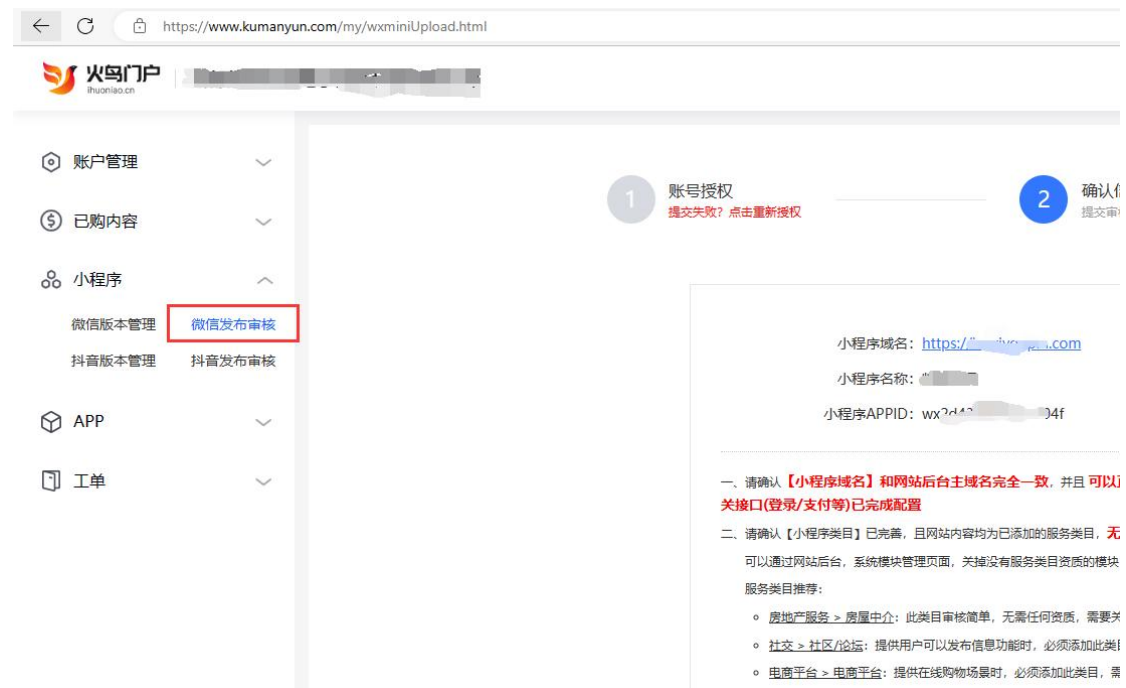 https://www.kumanyun.com/my/wxminiUpload.html
火鸟门户
ihuoniao.cn
账户管理
已购内容
小程序
微信版本管理 微信发布审核
抖音版本管理 抖音发布审核
APP
工单
1 账号授权
提交失败？点击重新授权
2 确认
提交审
小程序域名： https:/ .com
小程序名称：
小程序APPID： wx2d4 04f
一、请确认【小程序域名】和网站后台主域名完全一致，并且 可以
关接口(登录/支付等)已完成配置
二、请确认【小程序类目】已完善，且网站内容均为已添加的服务类目，无
可以通过网站后台，系统模块管理页面，关掉没有服务类目资质的模块
服务类目推荐：
房地产服务 > 房屋中介：此类目审核简单，无需任何资质，需要关
社交 > 社区/论坛：提供用户可以发布信息功能时，必须添加此类
电商平台 > 电商平台：提供在线购物场景时，必须添加此类目，需